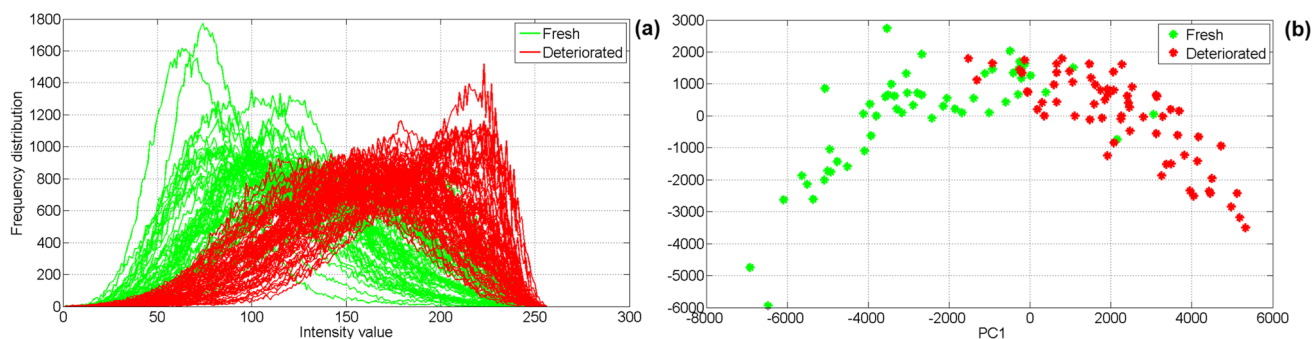 1800
1600
1400
1200
1000
800
600
400
200
0
Frequency distribution
0 50 100 150 200 250 300
Intensity value
Fresh
Deteriorated
(a)
3000
2000
1000
0
-1000
-2000
-3000
-4000
-5000
-6000
-8000 -6000 -4000 -2000 0 2000 4000 6000
PC1
Fresh
Deteriorated
(b)